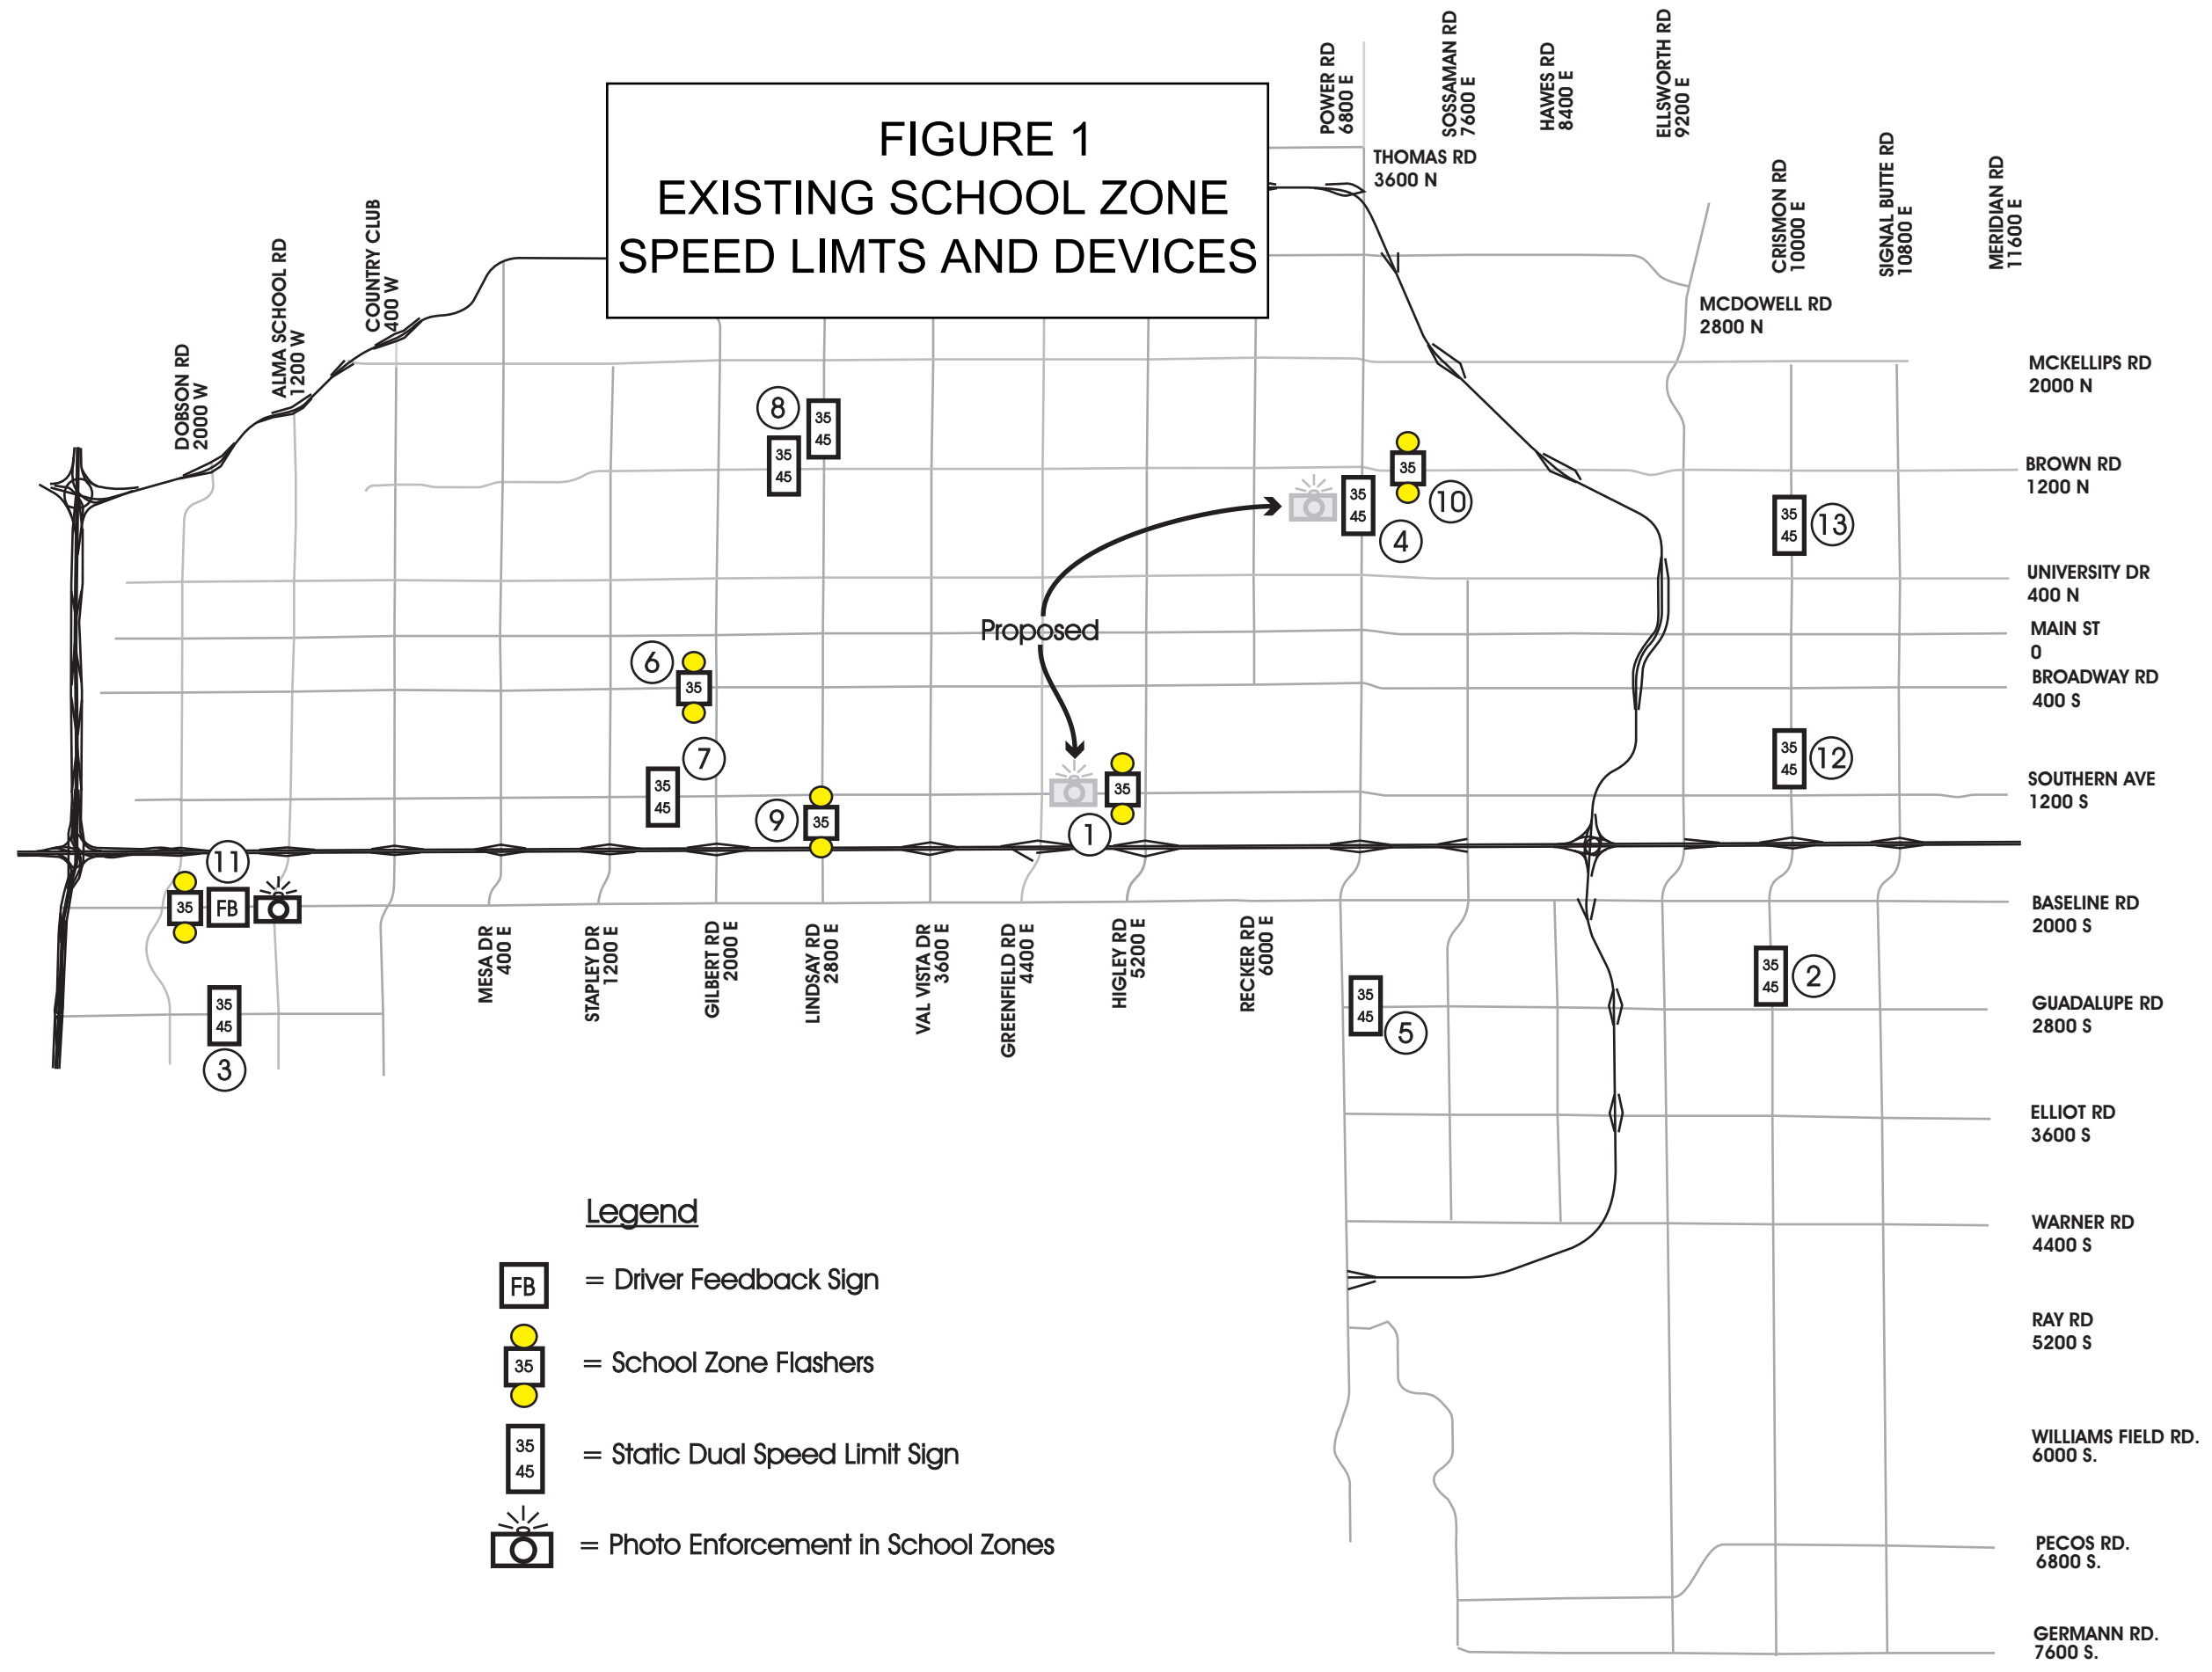 FIGURE 1
EXISTING SCHOOL ZONE
SPEED LIMTS AND DEVICES
POWER RD
6800 E
SOSSAMAN RD
7600 E
HAWES RD
8400 E
ELLSWORTH RD
9200 E
CRISMON RD
10000 E
SIGNAL BUTTE RD
10800 E
MERIDIAN RD
11600 E
THOMAS RD
3600 N
MCDOWELL RD
2800 N
DOBSON RD
2000 W
ALMA SCHOOL RD
1200 W
COUNTRY CLUB
400 W
MCKELLIPS RD
2000 N
8
35
45
35
45
BROWN RD
1200 N
35
10
35
45
4
35
45
13
UNIVERSITY DR
400 N
Proposed
MAIN ST
0
6
35
BROADWAY RD
400 S
7
35
45
35
45
12
SOUTHERN AVE
1200 S
9
35
35
1
11
35
FB
BASELINE RD
2000 S
MESA DR
400 E
STAPLEY DR
1200 E
GILBERT RD
2000 E
LINDSAY RD
2800 E
VAL VISTA DR
3600 E
GREENFIELD RD
4400 E
HIGLEY RD
5200 E
RECKER RD
6000 E
35
45
2
35
45
3
35
45
5
GUADALUPE RD
2800 S
ELLIOT RD
3600 S
WARNER RD
4400 S
RAY RD
5200 S
WILLIAMS FIELD RD.
6000 S.
PECOS RD.
6800 S.
GERMANN RD.
7600 S.
Legend
FB = Driver Feedback Sign
35 = School Zone Flashers
35
45 = Static Dual Speed Limit Sign
= Photo Enforcement in School Zones